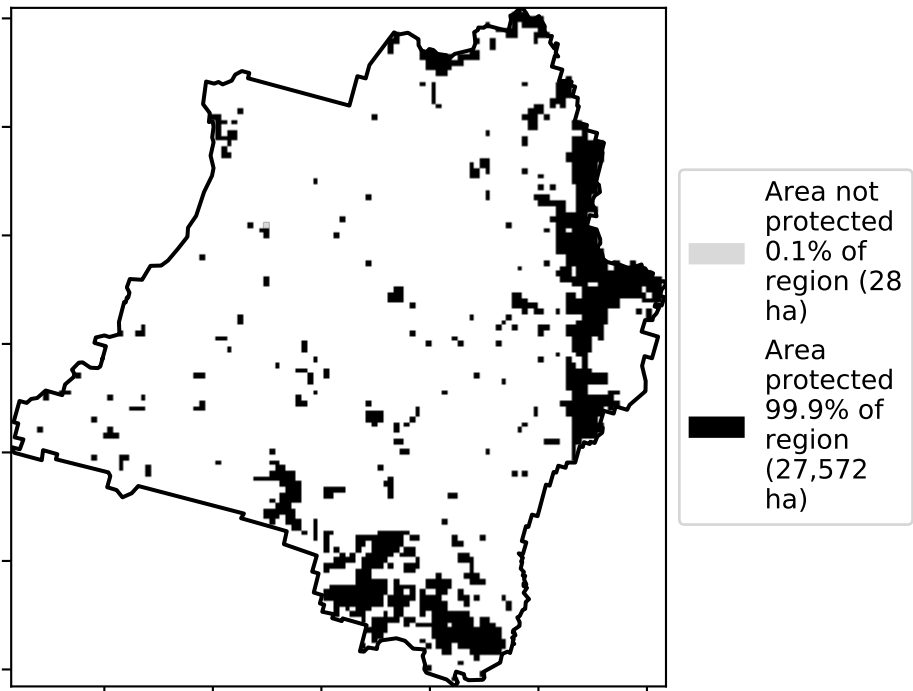 Area not
protected
0.1% of
region (28
ha)
Area
protected
99.9% of
region
(27,572
ha)